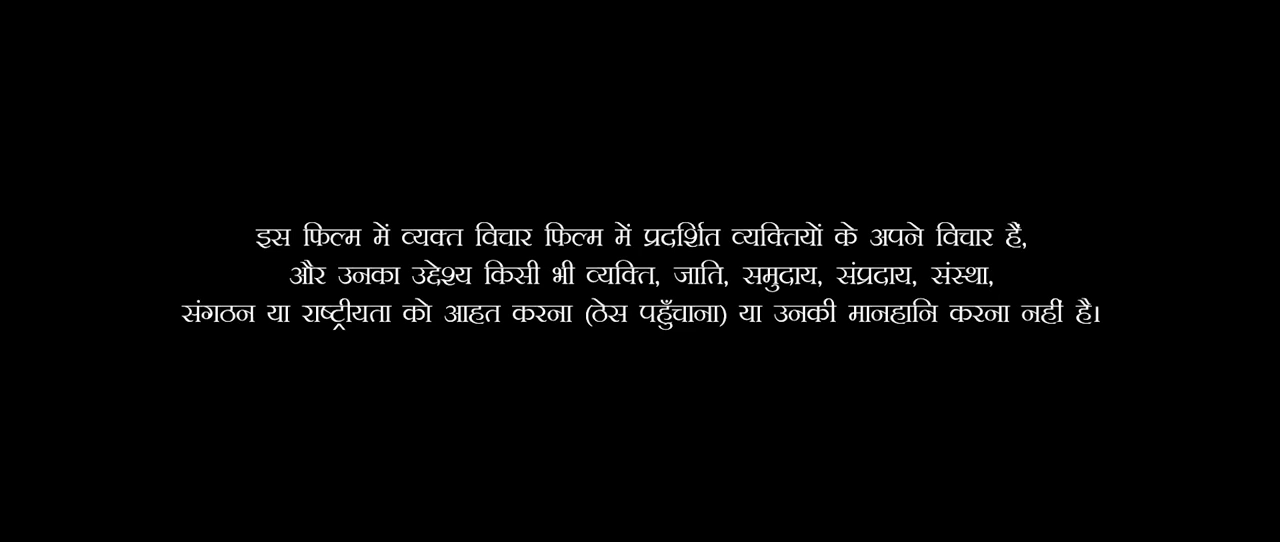 इस फिल्म में व्यक्त विचार फिल्म में प्रदर्शित व्यक्तियों के अपने विचार हैं,
और उनका उद्देश्य किसी भी व्यक्ति, जाति, समुदाय, संप्रदाय, संस्था,
संगठन या राष्ट्रीयता को आहत करना (ठेस पहुँचाना) या उनकी मानहानि करना नहीं है।